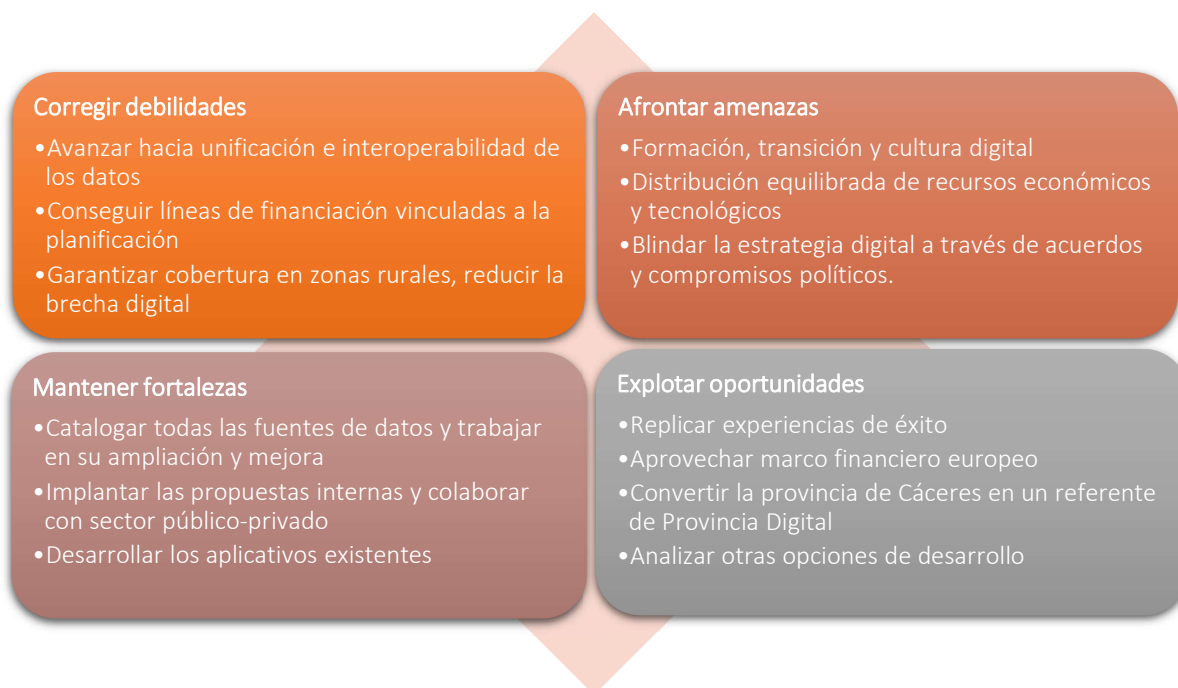 Corregir debilidades
•Avanzar hacia unificación e interoperabilidad de
los datos
•Conseguir líneas de financiación vinculadas a la
planificación
•Garantizar cobertura en zonas rurales, reducir la
brecha digital
Afrontar amenazas
•Formación, transición y cultura digital
•Distribución equilibrada de recursos económicos
y tecnológicos
•Blindar la estrategia digital a través de acuerdos
y compromisos políticos.
Mantener fortalezas
•Catalogar todas las fuentes de datos y trabajar
en su ampliación y mejora
•Implantar las propuestas internas y colaborar
con sector público-privado
•Desarrollar los aplicativos existentes
Explotar oportunidades
•Replicar experiencias de éxito
•Aprovechar marco financiero europeo
•Convertir la provincia de Cáceres en un referente
de Provincia Digital
•Analizar otras opciones de desarrollo